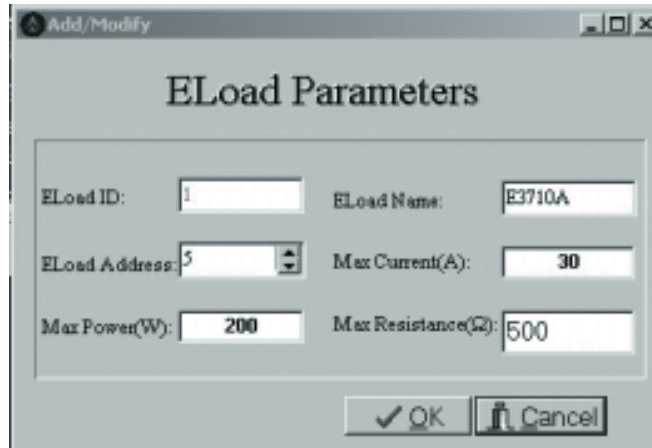 Add/Modify
ELoad Parameters
ELoad ID: 1
ELoad Name: E3710A
ELoad Address: 5
Max Current(A): 30
Max Power(W): 200
Max Resistance(Ω): 500
OK
Cancel